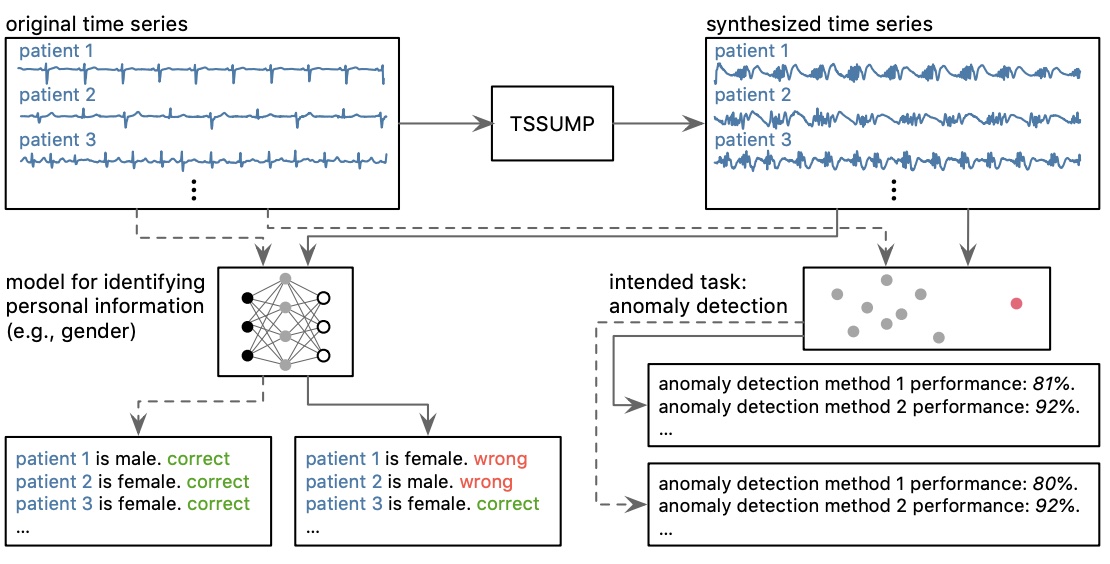 original time series
patient 1
patient 2
patient 3
TSSUMP
synthesized time series
patient 1
patient 2
patient 3
model for identifying
personal information
(e.g., gender)
intended task:
anomaly detection
anomaly detection method 1 performance: 81%.
anomaly detection method 2 performance: 92%.
...
patient 1 is male. correct
patient 2 is female. correct
patient 3 is female. correct
...
patient 1 is female. wrong
patient 2 is male. wrong
patient 3 is female. correct
...
anomaly detection method 1 performance: 80%.
anomaly detection method 2 performance: 92%.
...